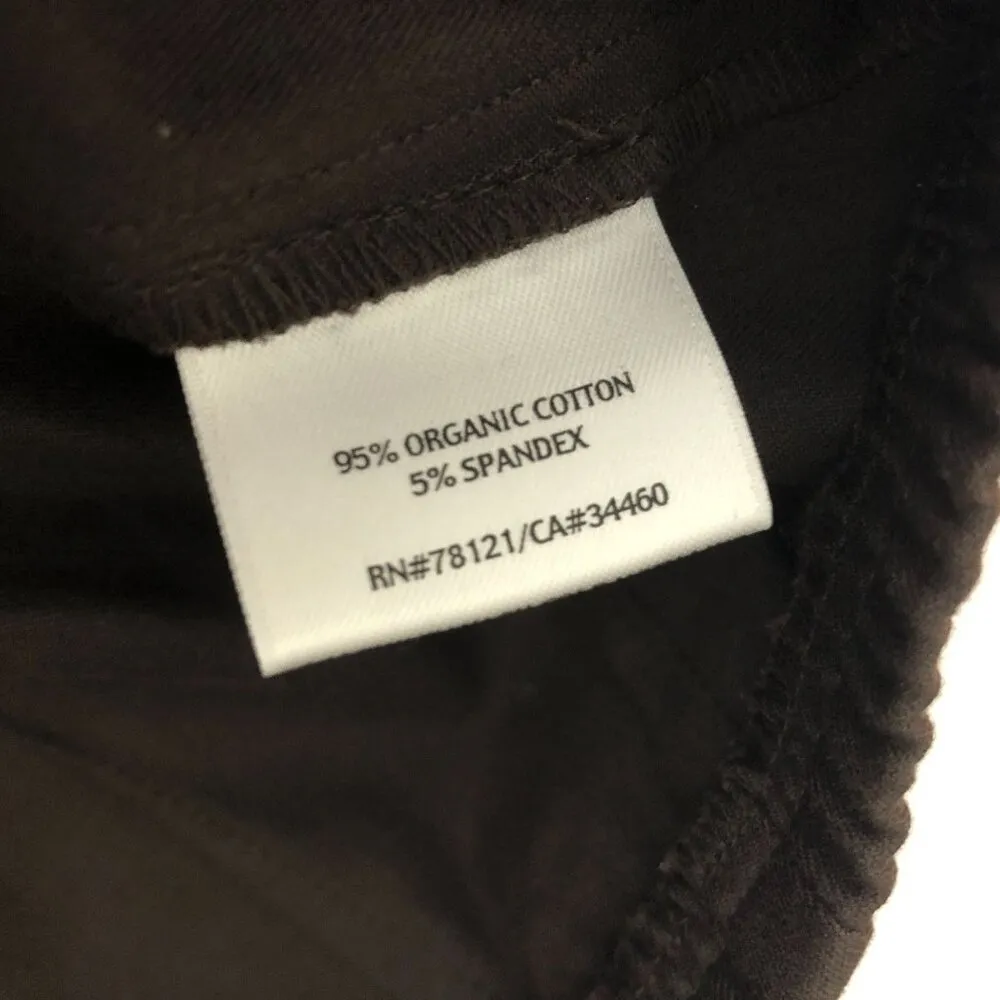 95% ORGANIC COTTON
5% SPANDEX
RN#78121/CA#34460